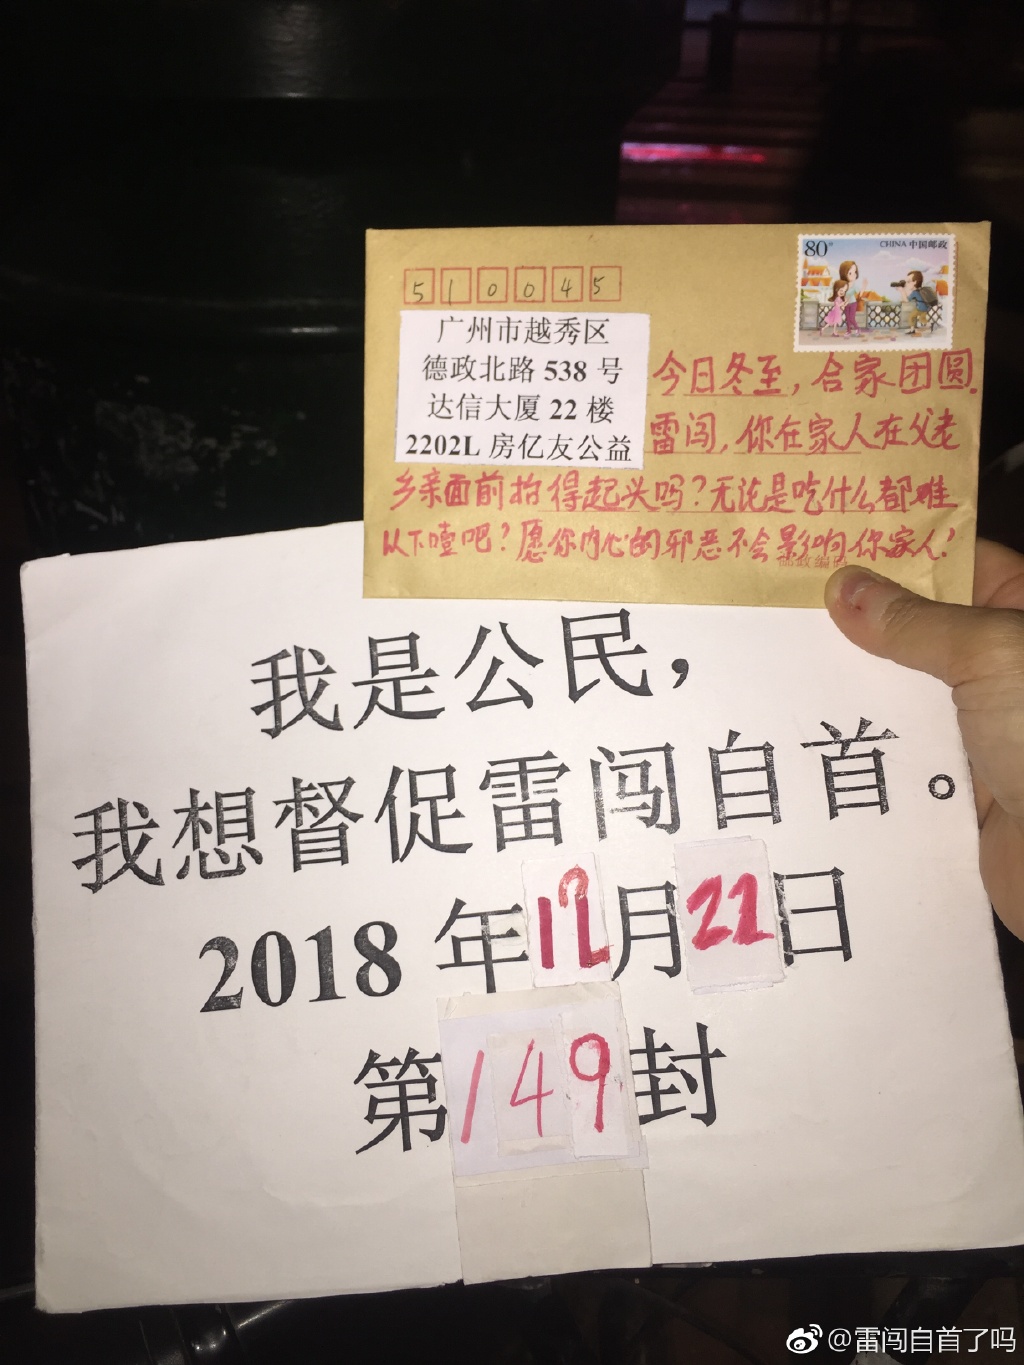 80分
CHINA 中国邮政
510045
广州市越秀区
德政北路 538 号
达信大厦 22 楼
2202L 房亿友公益
今日冬至，合家团圆.
雷闯，你在家人在父老
乡亲面前抬得起头吗？无论是吃什么都难
以下噎吧？愿你内心的邪恶不会影响你家人！
邮政编码
我是公民，
我想督促雷闯自首。
2018 年12月22日
第149封
@雷闯自首了吗